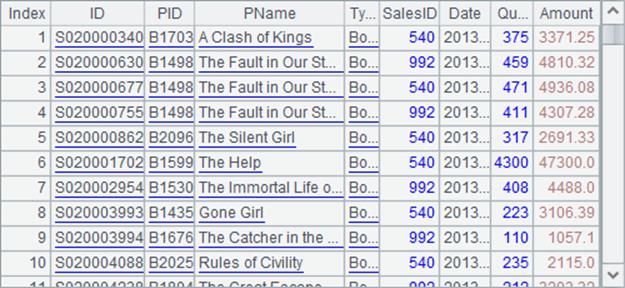 Index ID PID PName Ty... SalesID Date Qu... Amount
1 S020000340 B1703 A Clash of Kings Bo... 540 2013... 375 3371.25
2 S020000630 B1498 The Fault in Our St... Bo... 992 2013... 459 4810.32
3 S020000677 B1498 The Fault in Our St... Bo... 540 2013... 471 4936.08
4 S020000755 B1498 The Fault in Our St... Bo... 992 2013... 411 4307.28
5 S020000862 B2096 The Silent Girl Bo... 540 2013... 317 2691.33
6 S020001702 B1599 The Help Bo... 540 2013... 4300 47300.0
7 S020002954 B1530 The Immortal Life o... Bo... 992 2013... 408 4488.0
8 S020003993 B1435 Gone Girl Bo... 540 2013... 223 3106.39
9 S020003994 B1676 The Catcher in the ... Bo... 992 2013... 110 1057.1
10 S020004088 B2025 Rules of Civility Bo... 540 2013... 235 2115.0
11 The Great Escape Bo... 992 2013...